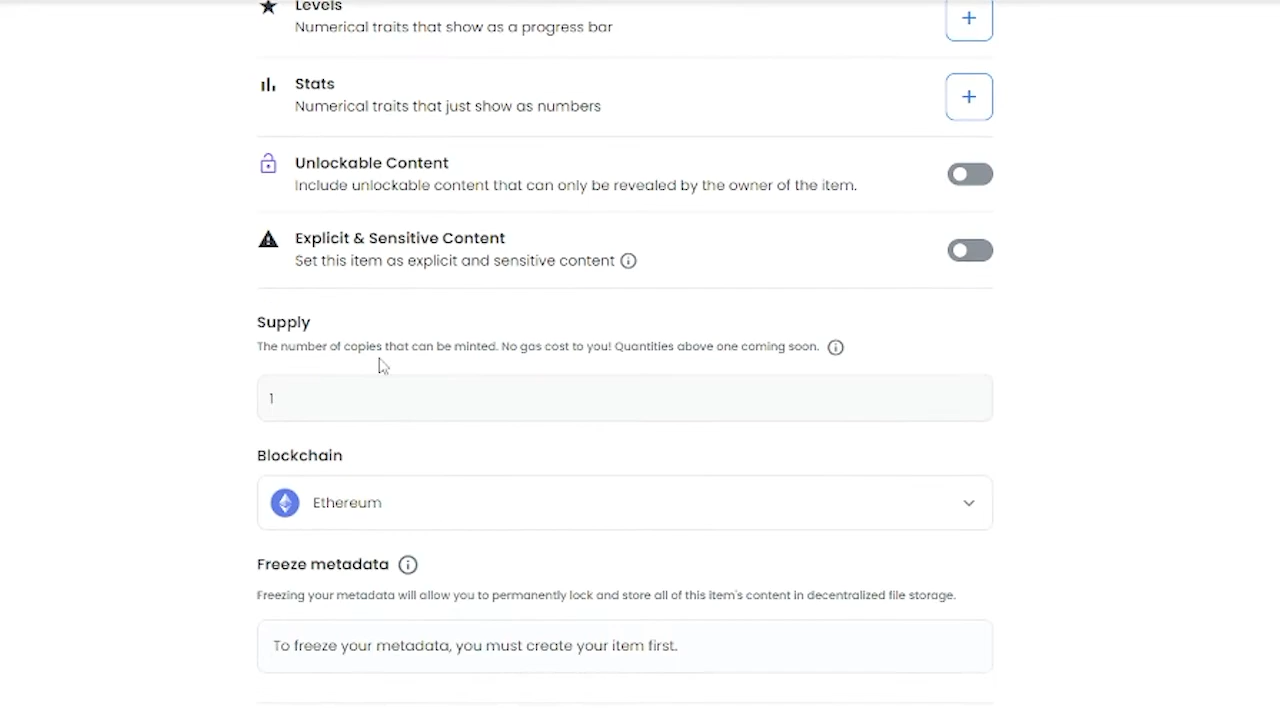 Levels
Numerical traits that show as a progress bar
Stats
Numerical traits that just show as numbers
Unlockable Content
Include unlockable content that can only be revealed by the owner of the item.
Explicit & Sensitive Content
Set this item as explicit and sensitive content
Supply
The number of copies that can be minted. No gas cost to you! Quantities above one coming soon.
1
Blockchain
Ethereum
Freeze metadata
Freezing your metadata will allow you to permanently lock and store all of this item's content in decentralized file storage.
To freeze your metadata, you must create your item first.